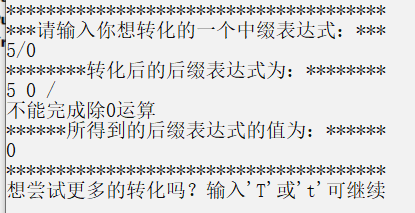 **************************************
***请输入你想转化的一个中缀表达式：***
5/0
********转化后的后缀表达式为：********
5 0 /
不能完成除0运算
******所得到的后缀表达式的值为：******
0
**************************************
想尝试更多的转化吗？输入'T'或't'可继续